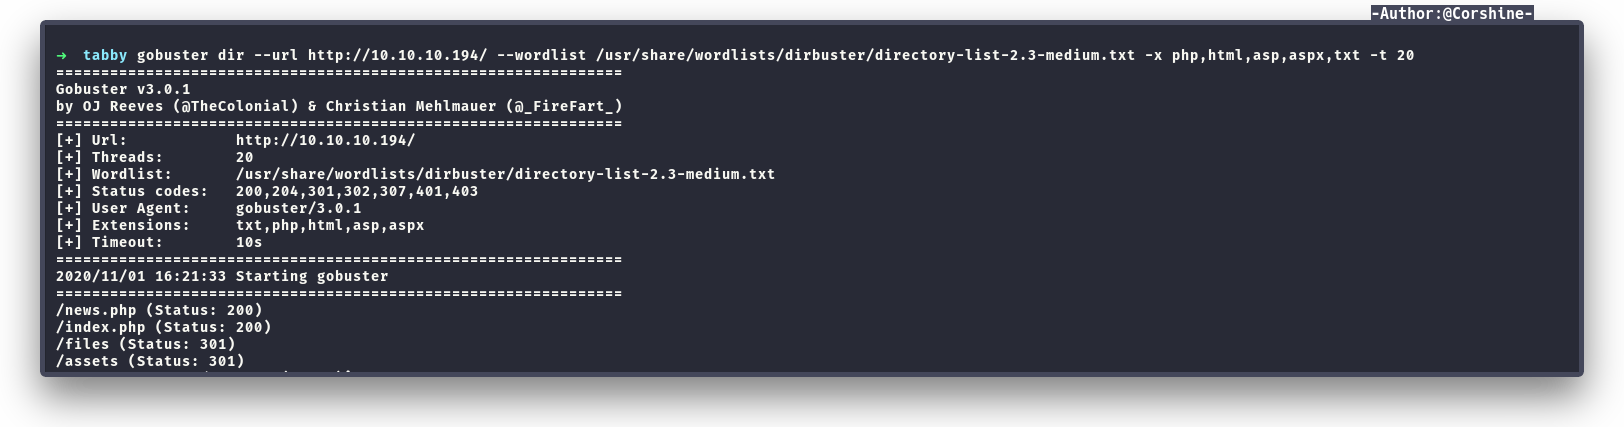 -Author:@Corshine-
➜ tabby gobuster dir --url http://10.10.10.194/ --wordlist /usr/share/wordlists/dirbuster/directory-list-2.3-medium.txt -x php,html,asp,aspx,txt -t 20
===============================================================
Gobuster v3.0.1
by OJ Reeves (@TheColonial) & Christian Mehlmauer (@_FireFart_)
===============================================================
[+] Url:            http://10.10.10.194/
[+] Threads:        20
[+] Wordlist:       /usr/share/wordlists/dirbuster/directory-list-2.3-medium.txt
[+] Status codes:   200,204,301,302,307,401,403
[+] User Agent:     gobuster/3.0.1
[+] Extensions:     txt,php,html,asp,aspx
[+] Timeout:        10s
===============================================================
2020/11/01 16:21:33 Starting gobuster
===============================================================
/news.php (Status: 200)
/index.php (Status: 200)
/files (Status: 301)
/assets (Status: 301)